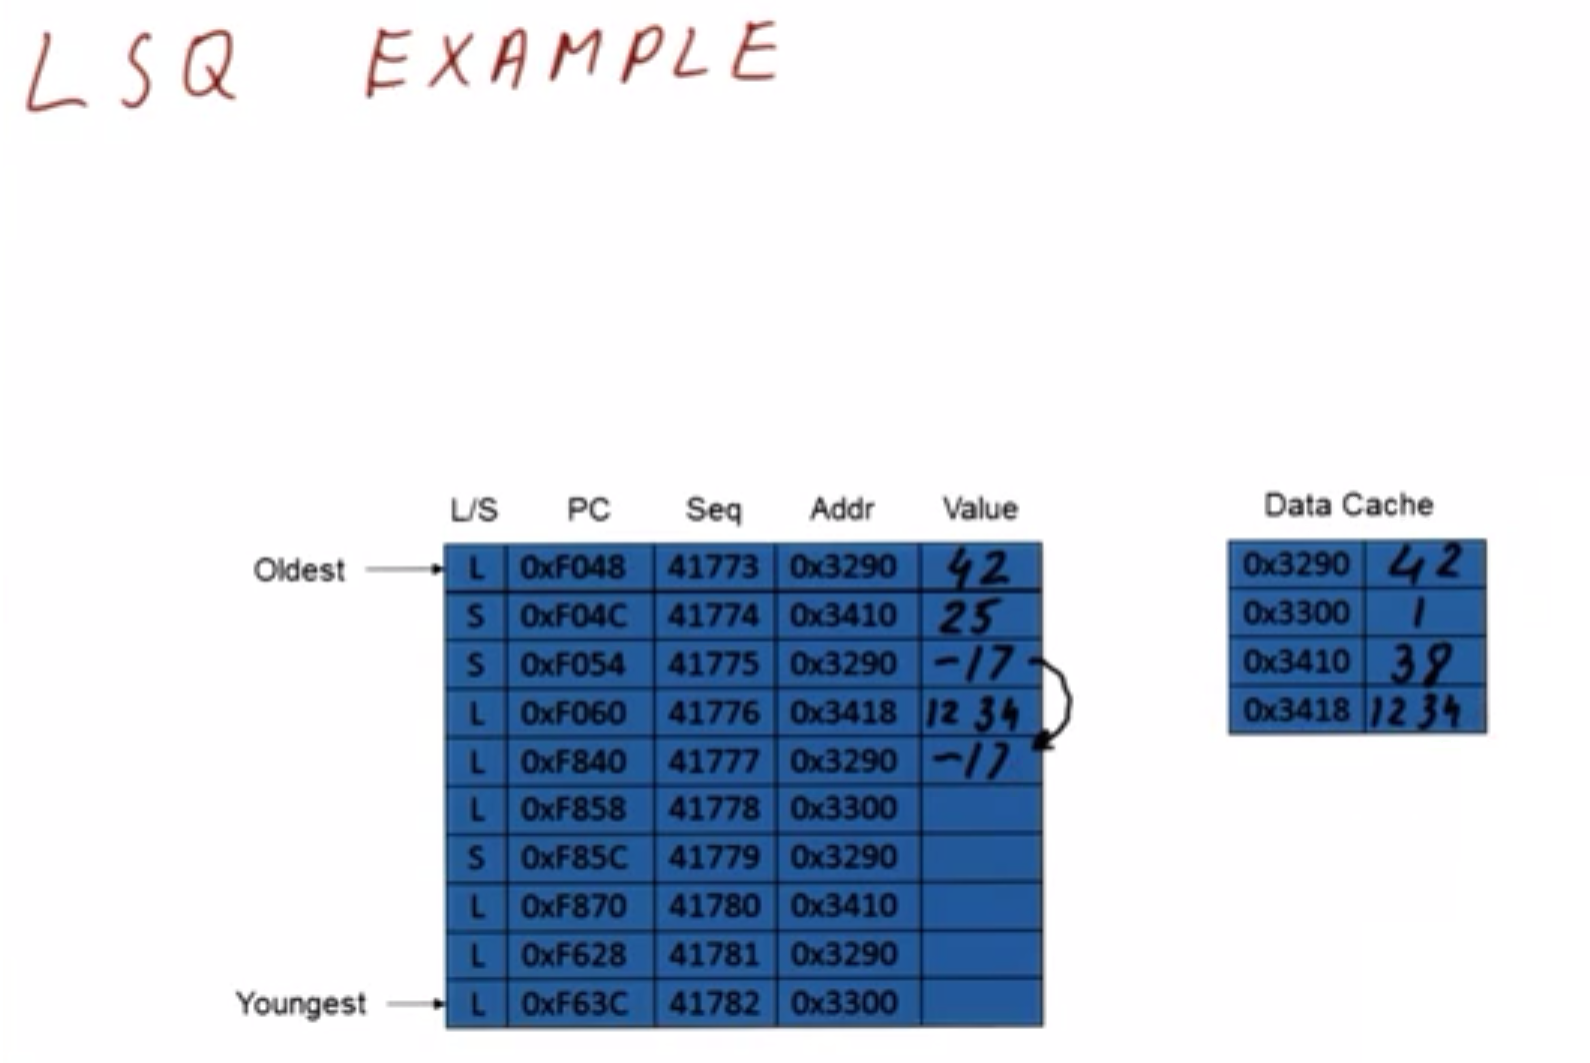 LSQ EXAMPLE
L/S PC Seq Addr Value
Data Cache
Oldest L 0xF048 41773 0x3290 42
0x3290 42
S 0xF04C 41774 0x3410 25
0x3300 1
S 0xF054 41775 0x3290 -17
0x3410 38
L 0xF060 41776 0x3418 1234
0x3418 1234
L 0xF840 41777 0x3290 -17
L 0xF858 41778 0x3300
S 0xF85C 41779 0x3290
L 0xF870 41780 0x3410
L 0xF628 41781 0x3290
Youngest L 0xF63C 41782 0x3300